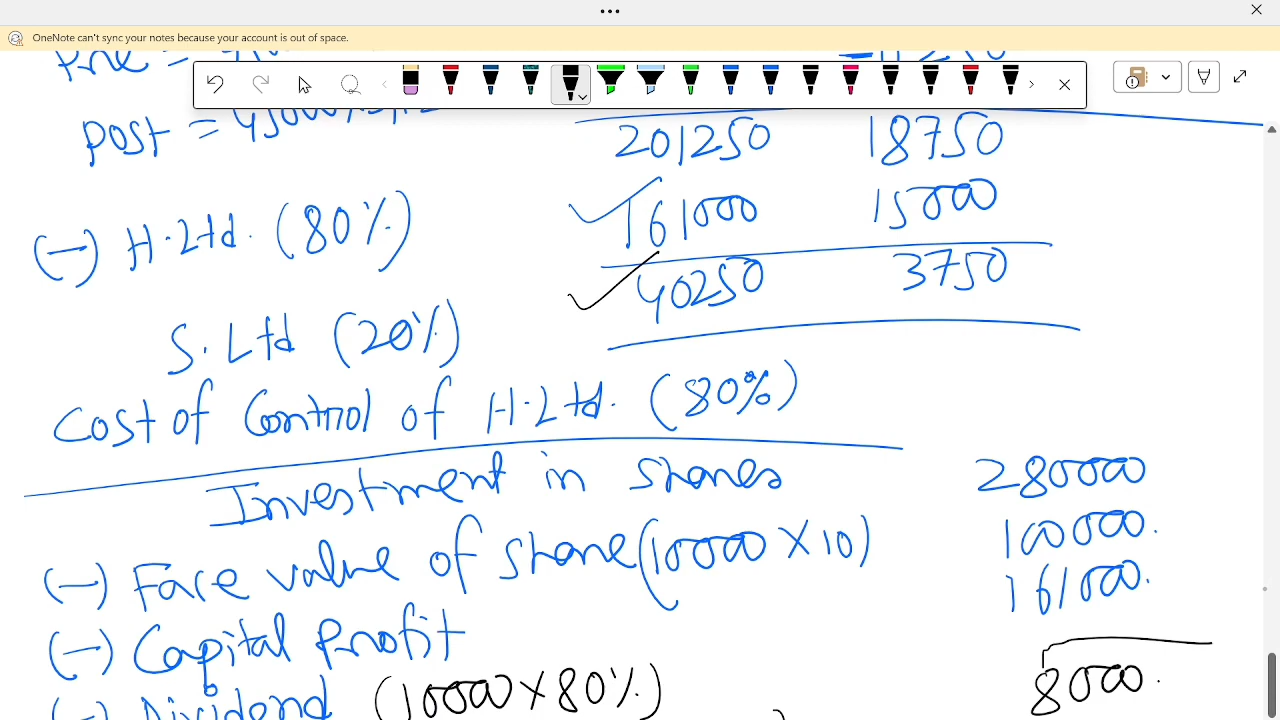 OneNote can't sync your notes because your account is out of space.
post =
201250 18750
161000 15000
(-) H.Ltd. (80%)
40250 3750
S.Ltd (20%)
Cost of Control of H.Ltd. (80%)
Investment in shares 280000
(-) Face value of share (10000 × 10) 100000.
(-) Capital Profit 161000.
(-) Dividend (10000 × 80%) 8000.